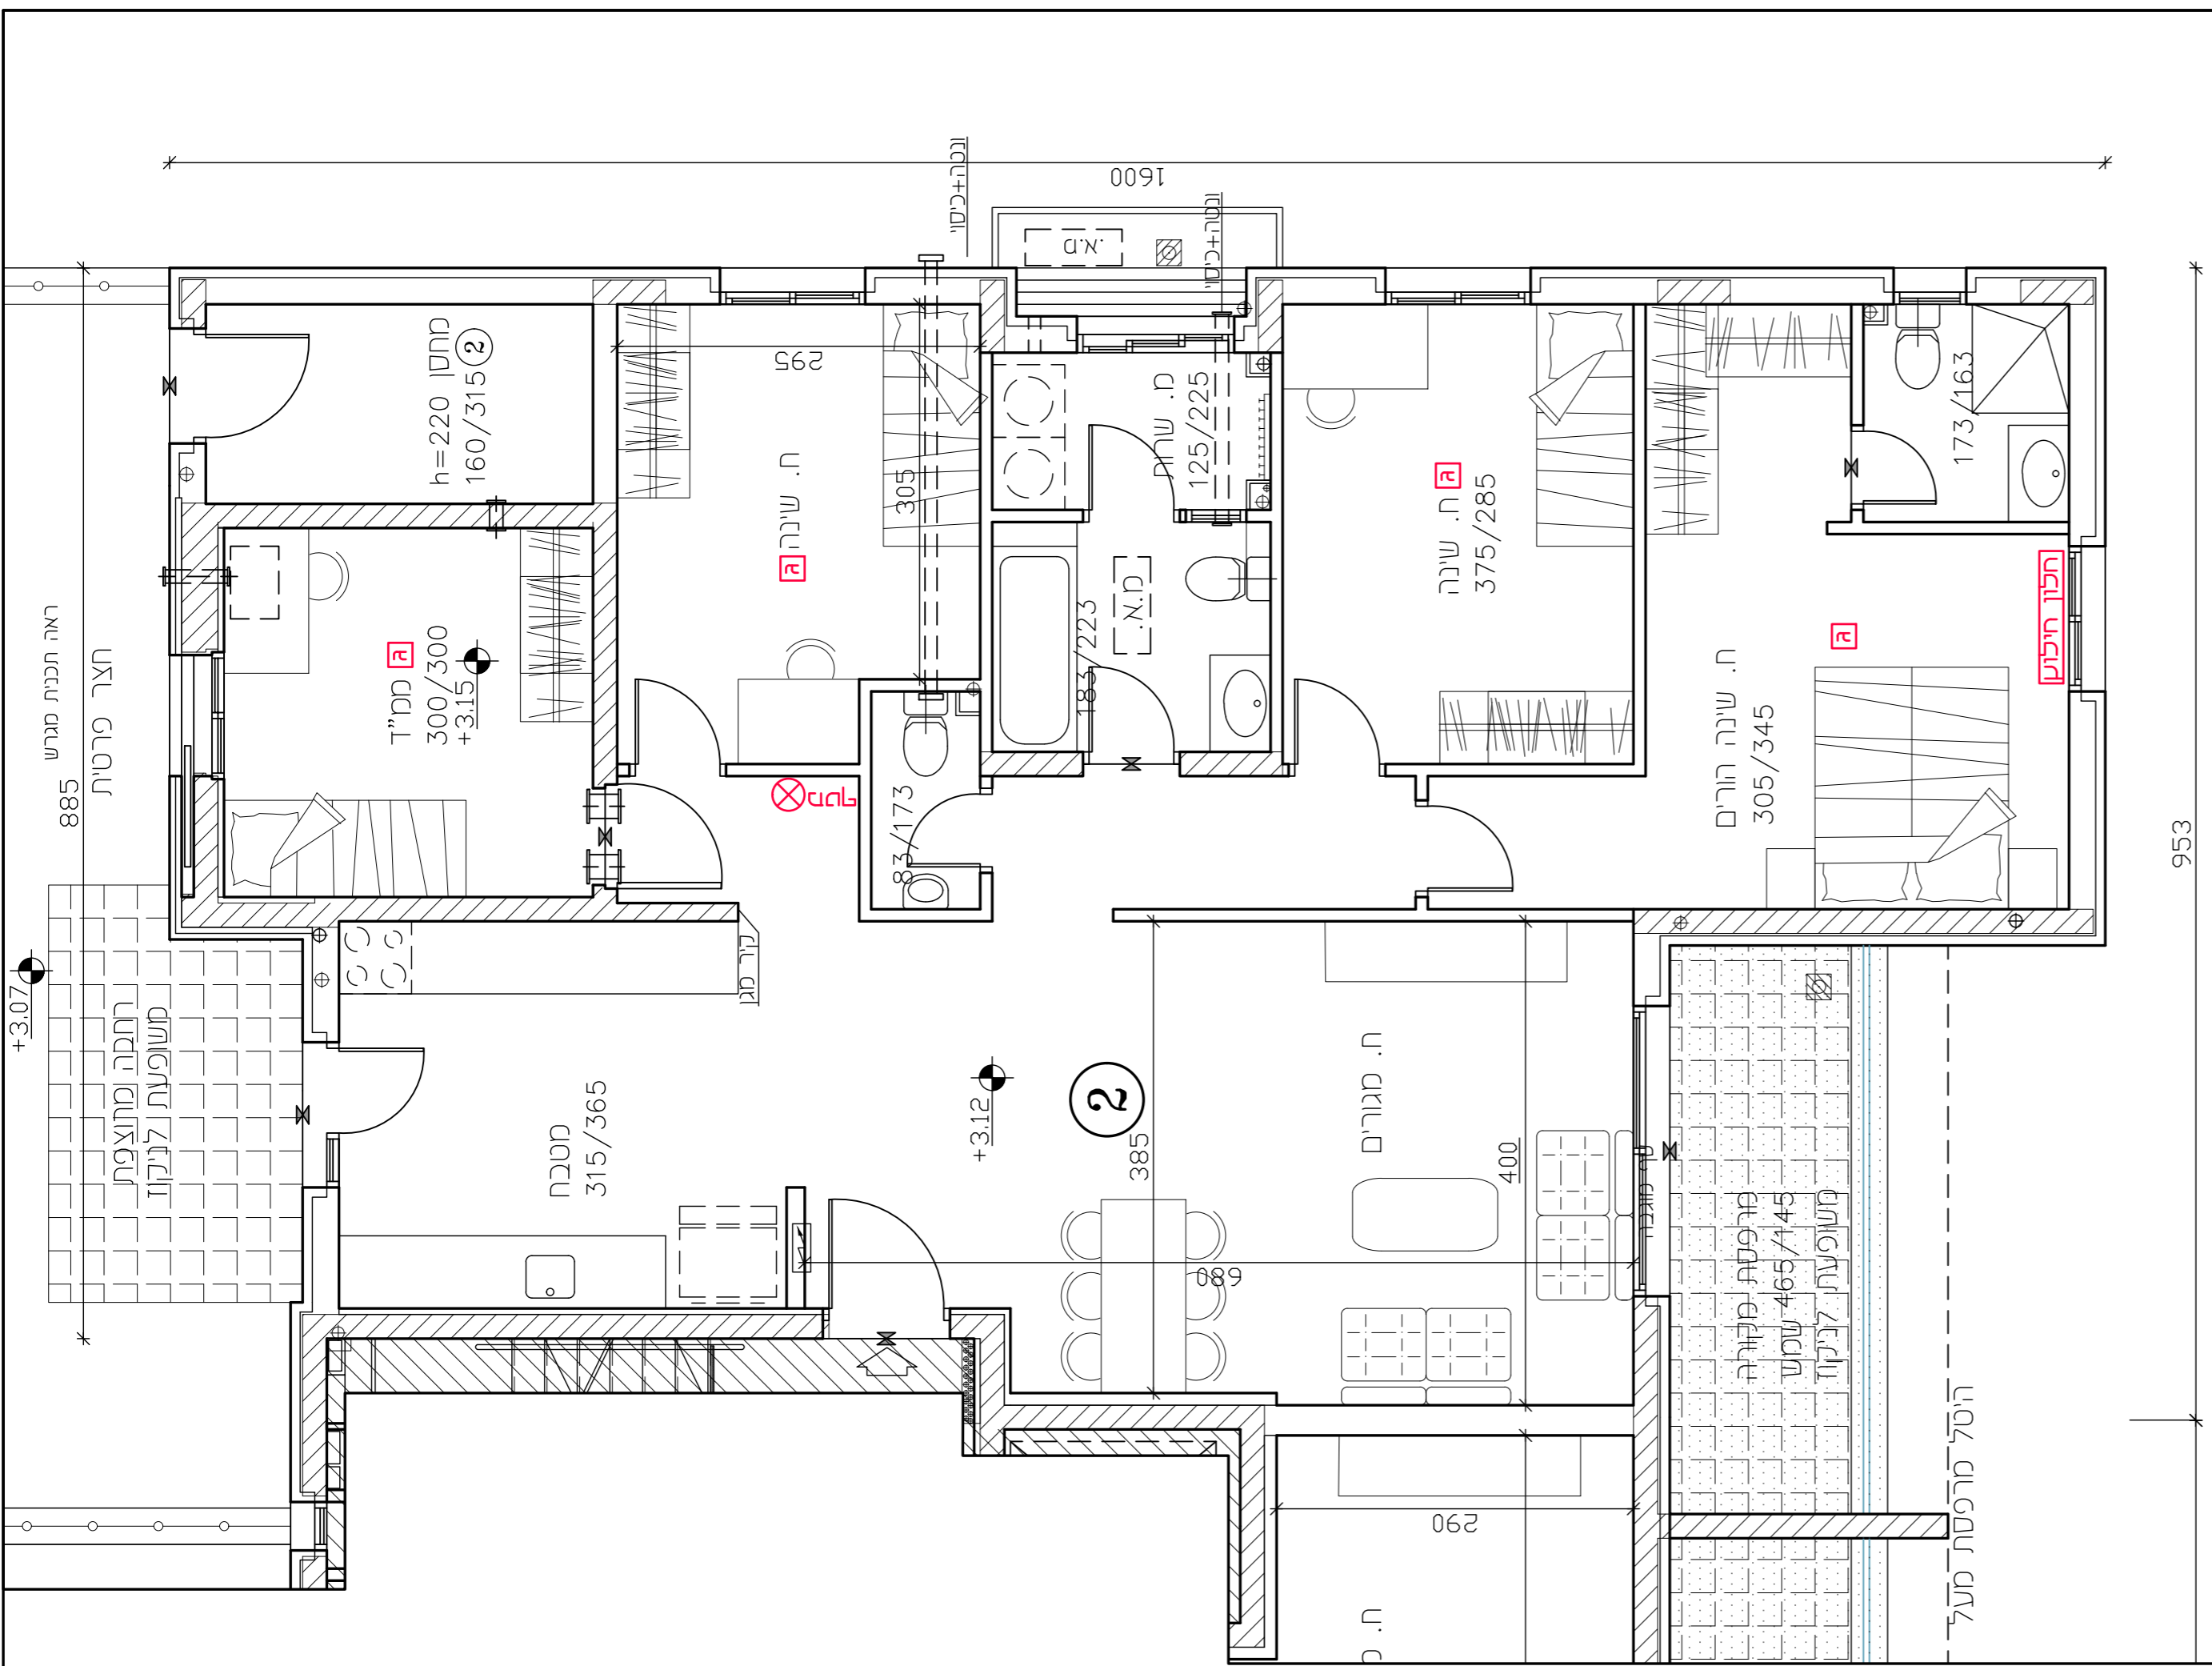 1600
ונטה+כיסוי
ונטה+כיסוי
מ.א.
מחסן h=220
160/315
2
295
305
ח. שינה
ג
מ. שרות
125/225
ח. שינה
ג
375/285
173/163
חלון חילוץ
ג
ח. שינה הורים
305/345
953
ראה תכנית מגרש
חצר פרטית
885
ממ"ד
ג
300/300
+3.15
מ.א.
183/223
83/173
קיר מגן
+3.07
רחבה מרוצפת
משופעת לניקוז
מטבח
315/365
+3.12
2
385
ח. מגורים
400
680
מרפסת מקורה
שמש 465/145
משופעת לניקוז
היטל מרפסת מעל
290